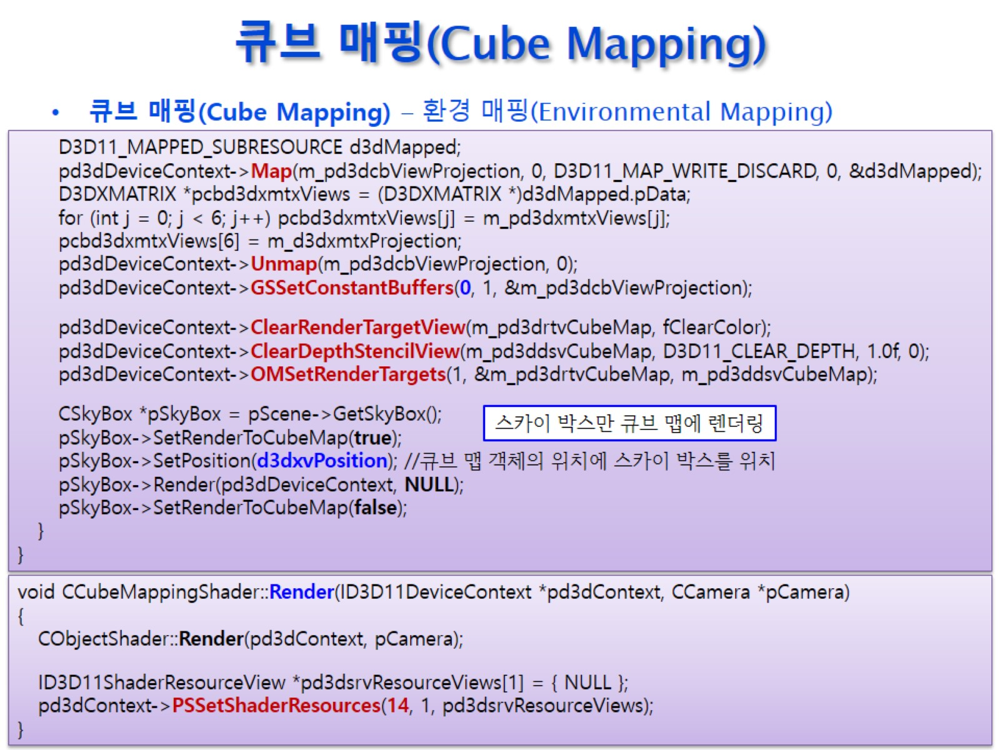 큐브 매핑(Cube Mapping)
• 큐브 매핑(Cube Mapping) – 환경 매핑(Environmental Mapping)
D3D11_MAPPED_SUBRESOURCE d3dMapped;
pd3dDeviceContext->Map(m_pd3dcbViewProjection, 0, D3D11_MAP_WRITE_DISCARD, 0, &d3dMapped);
D3DXMATRIX *pcbd3dxmtxViews = (D3DXMATRIX *)d3dMapped.pData;
for (int j = 0; j < 6; j++) pcbd3dxmtxViews[j] = m_pd3dxmtxViews[j];
pcbd3dxmtxViews[6] = m_d3dxmtxProjection;
pd3dDeviceContext->Unmap(m_pd3dcbViewProjection, 0);
pd3dDeviceContext->GSSetConstantBuffers(0, 1, &m_pd3dcbViewProjection);
pd3dDeviceContext->ClearRenderTargetView(m_pd3drtvCubeMap, fClearColor);
pd3dDeviceContext->ClearDepthStencilView(m_pd3ddsvCubeMap, D3D11_CLEAR_DEPTH, 1.0f, 0);
pd3dDeviceContext->OMSetRenderTargets(1, &m_pd3drtvCubeMap, m_pd3ddsvCubeMap);
CSkyBox *pSkyBox = pScene->GetSkyBox();
스카이 박스만 큐브 맵에 렌더링
pSkyBox->SetRenderToCubeMap(true);
pSkyBox->SetPosition(d3dxvPosition); //큐브 맵 객체의 위치에 스카이 박스를 위치
pSkyBox->Render(pd3dDeviceContext, NULL);
pSkyBox->SetRenderToCubeMap(false);
}
}
void CCubeMappingShader::Render(ID3D11DeviceContext *pd3dContext, CCamera *pCamera)
{
CObjectShader::Render(pd3dContext, pCamera);
ID3D11ShaderResourceView *pd3dsrvResourceViews[1] = { NULL };
pd3dContext->PSSetShaderResources(14, 1, pd3dsrvResourceViews);
}